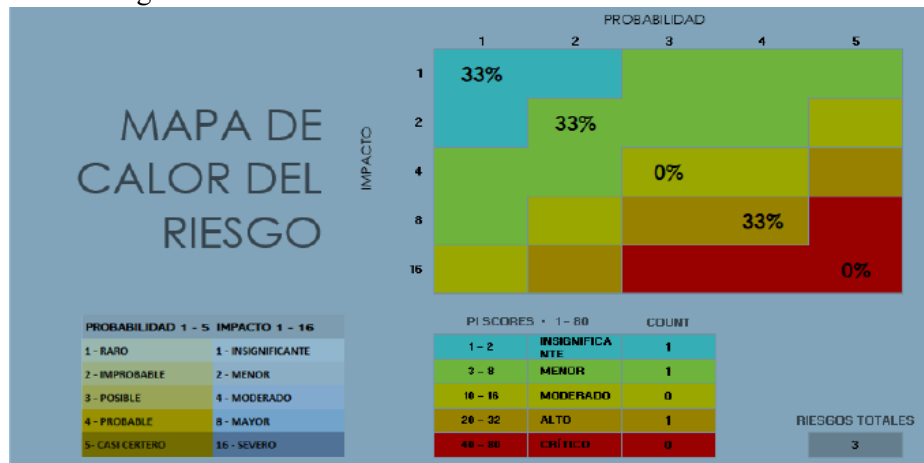 PROBABILIDAD
1 2 3 4 5
1 33%
2 33%
4 0%
8 33%
16 0%
IMPACTO
MAPA DE
CALOR DEL
RIESGO
PROBABILIDAD 1 - 5 IMPACTO 1 - 16
1 - RARO 1 - INSIGNIFICANTE
2 - IMPROBABLE 2 - MENOR
3 - POSIBLE 4 - MODERADO
4 - PROBABLE 8 - MAYOR
5- CASI CERTERO 16 - SEVERO
PI SCORES · 1-80 COUNT
1 - 2 INSIGNIFICA
NTE 1
3 - 8 MENOR 1
10 - 16 MODERADO 0
20 - 32 ALTO 1
40 - 80 CRÍTICO 0
RIESGOS TOTALES
3